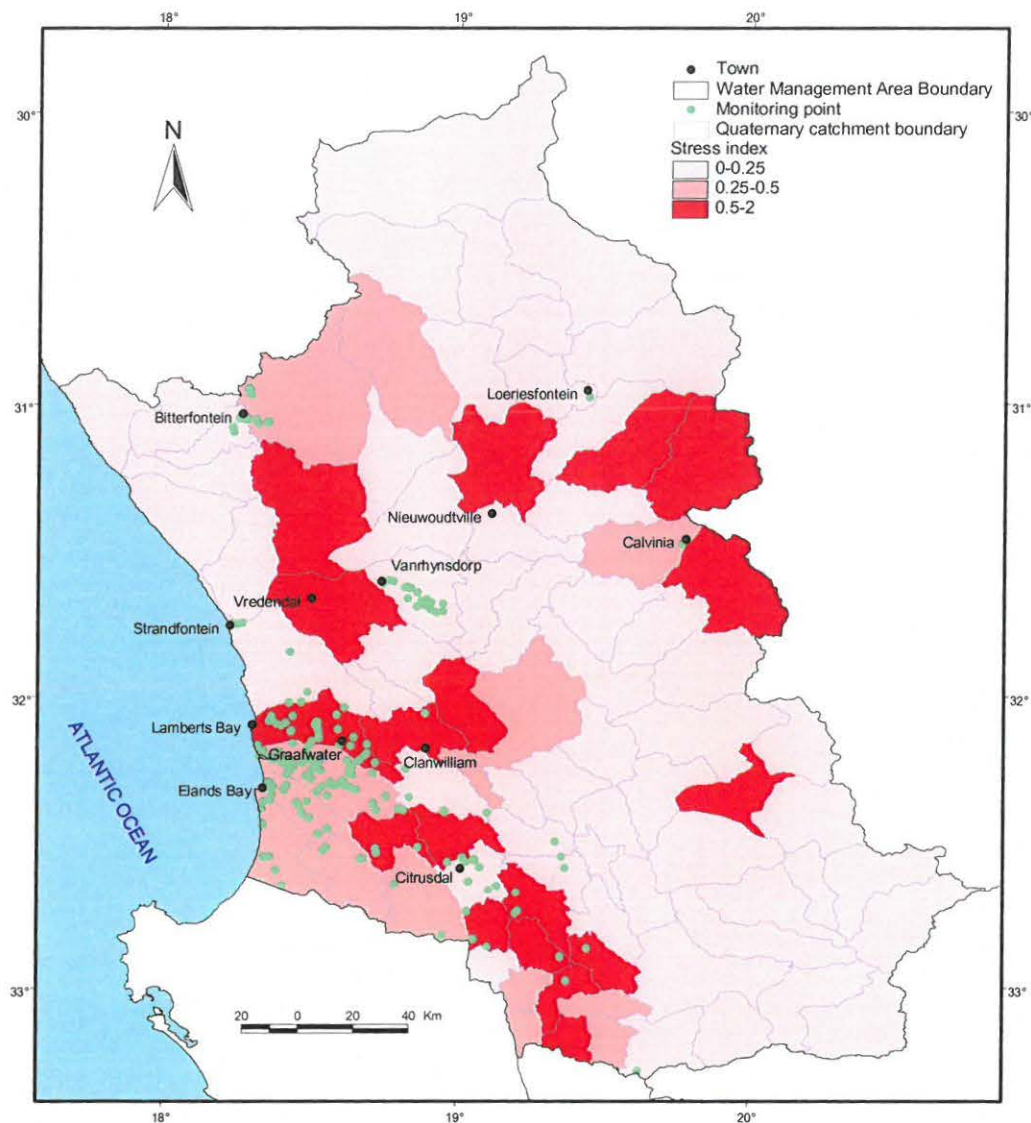 18°
19°
20°
30°
30°
N
Town
Water Management Area Boundary
Monitoring point
Quaternary catchment boundary
Stress index
0-0.25
0.25-0.5
0.5-2
31°
31°
Loeriesfontein
Bitterfontein
Nieuwoudtville
Calvinia
Vanrhynsdorp
Vredendal
Strandfontein
32°
32°
Lamberts Bay
Graafwater
Clanwilliam
Elands Bay
ATLANTIC OCEAN
Citrusdal
33°
33°
20 0 20 40 Km
18°
19°
20°